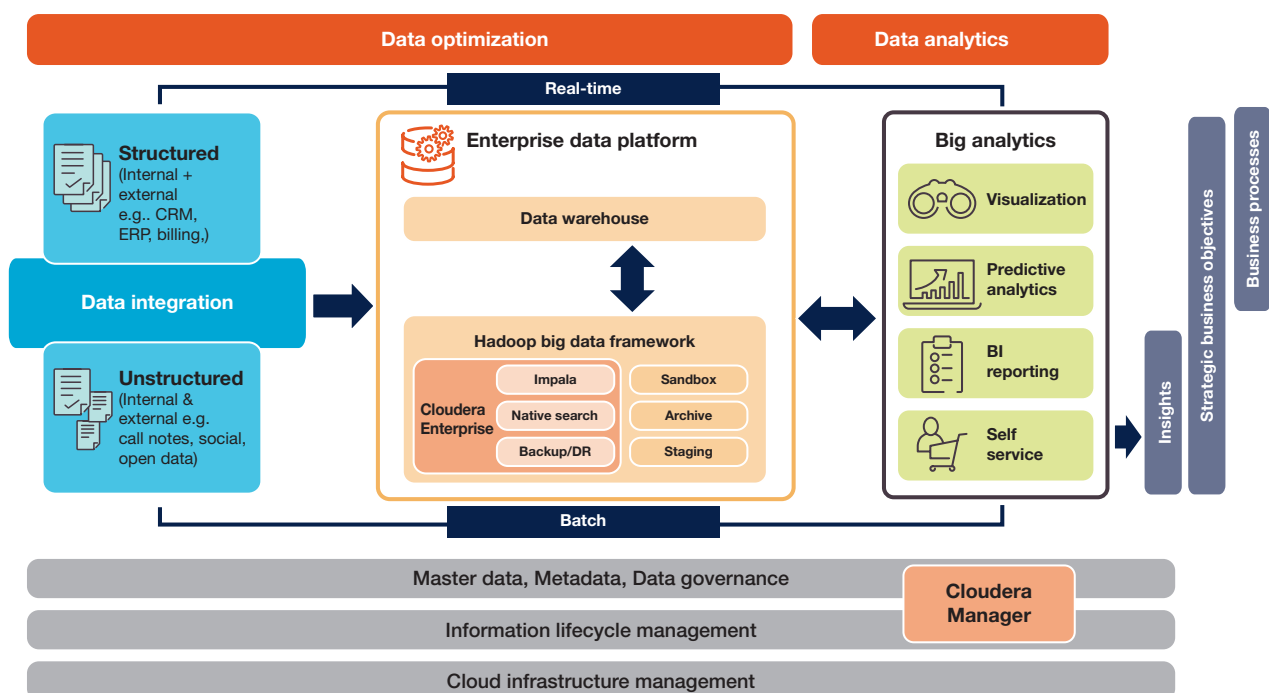 Data optimization
Data analytics
Real-time
Structured
(Internal +
external
e.g.. CRM,
ERP, billing,)
Data integration
Unstructured
(Internal &
external e.g.
call notes, social,
open data)
Enterprise data platform
Data warehouse
Hadoop big data framework
Cloudera
Enterprise
Impala
Native search
Backup/DR
Sandbox
Archive
Staging
Big analytics
Visualization
Predictive
analytics
BI
reporting
Self
service
Insights
Strategic business objectives
Business processes
Batch
Master data, Metadata, Data governance
Information lifecycle management
Cloudera
Manager
Cloud infrastructure management